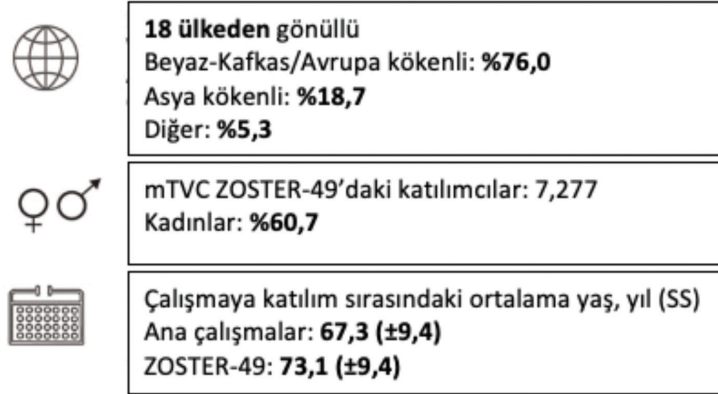 18 ülkeden gönüllü
Beyaz-Kafkas/Avrupa kökenli: %76,0
Asya kökenli: %18,7
Diğer: %5,3
mTVC ZOSTER-49’daki katılımcılar: 7,277
Kadınlar: %60,7
Çalışmaya katılım sırasındaki ortalama yaş, yıl (SS)
Ana çalışmalar: 67,3 (±9,4)
ZOSTER-49: 73,1 (±9,4)